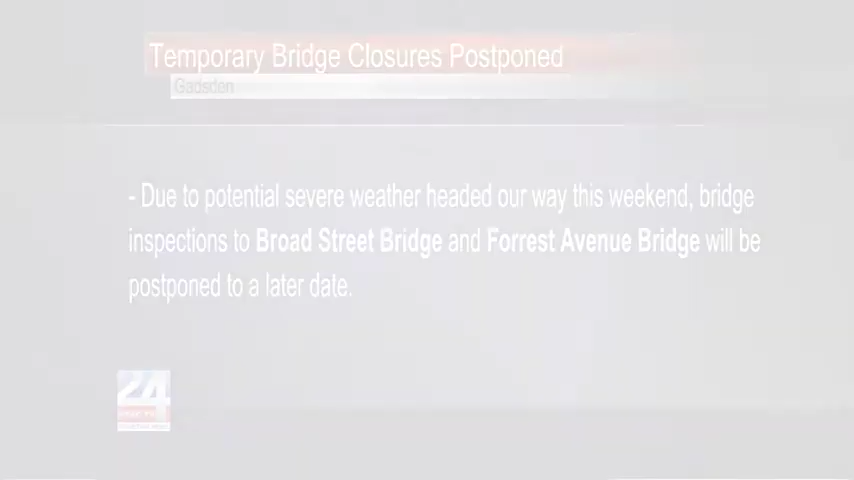 Temporary Bridge Closures Postponed
Gadsden
- Due to potential severe weather headed our way this weekend, bridge
inspections to Broad Street Bridge and Forrest Avenue Bridge will be
postponed to a later date.
24